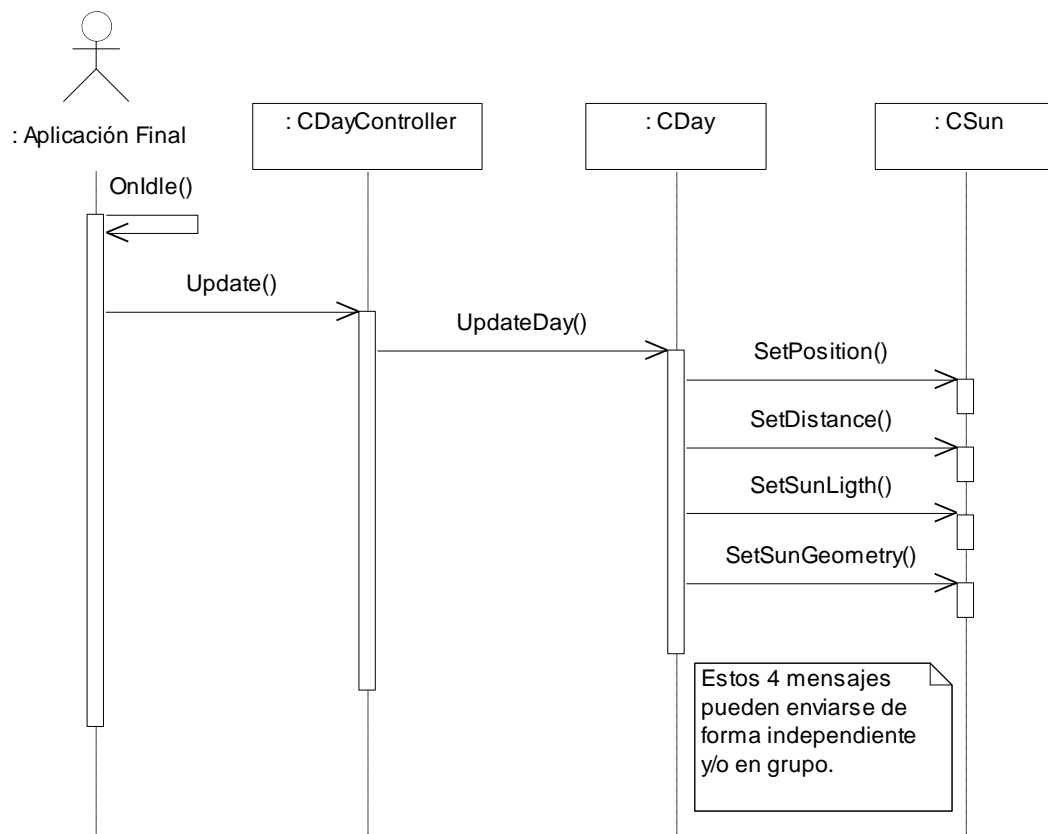 : Aplicación Final
: CDayController
: CDay
: CSun
OnIdle()
Update()
UpdateDay()
SetPosition()
SetDistance()
SetSunLigth()
SetSunGeometry()
Estos 4 mensajes
pueden enviarse de
forma independiente
y/o en grupo.